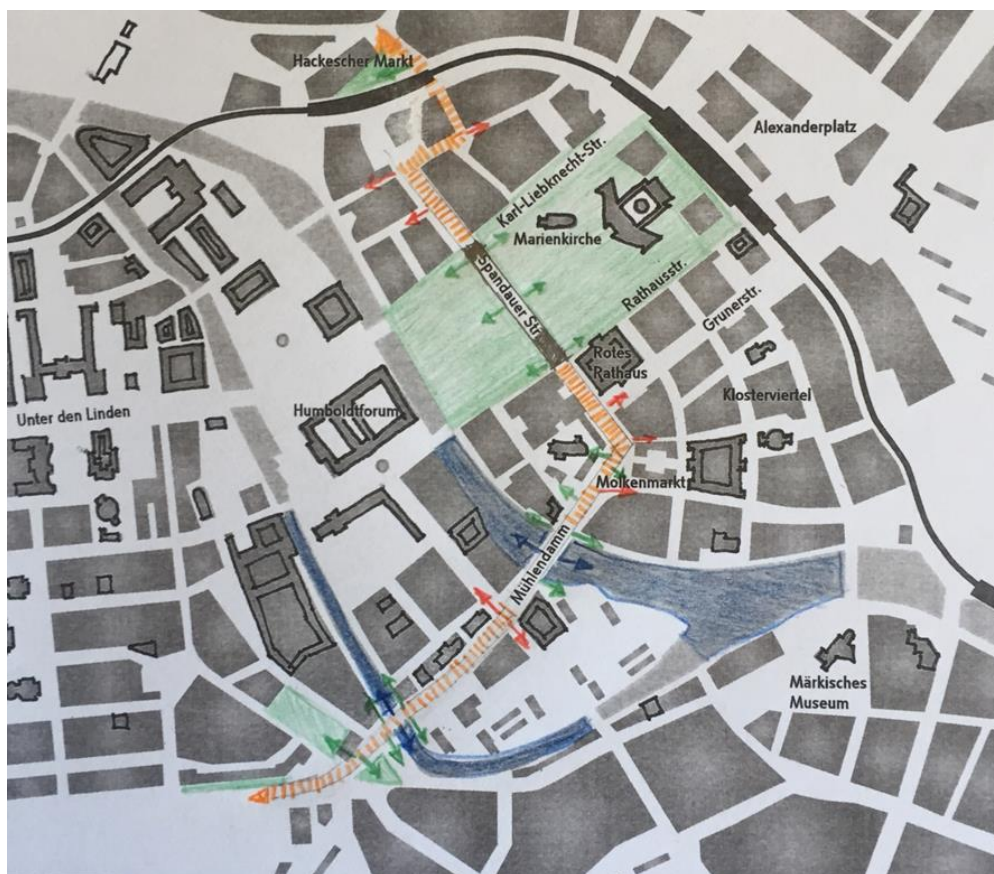 Hackescher Markt
Alexanderplatz
Karl-Liebknecht-Str.
Marienkirche
Spandauer Str.
Rathausstr.
Grunerstr.
Rotes
Rathaus
Klosterviertel
Humboldtforum
Unter den Linden
Molkenmarkt
Mühlendamm
Märkisches
Museum